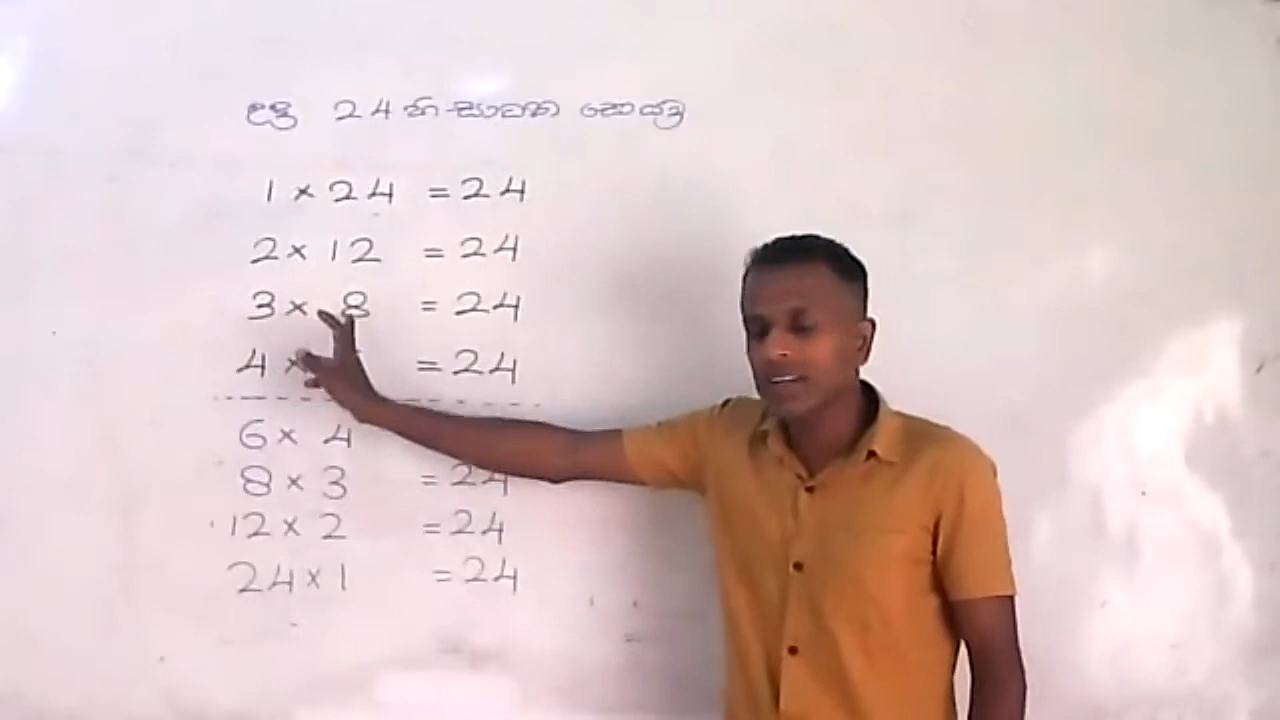 උදා 24 හි සාධක සොයමු
1 × 24 = 24
2 × 12 = 24
3 × 8 = 24
4 × = 24
6 × 4
8 × 3 = 24
12 × 2 = 24
24 × 1 = 24